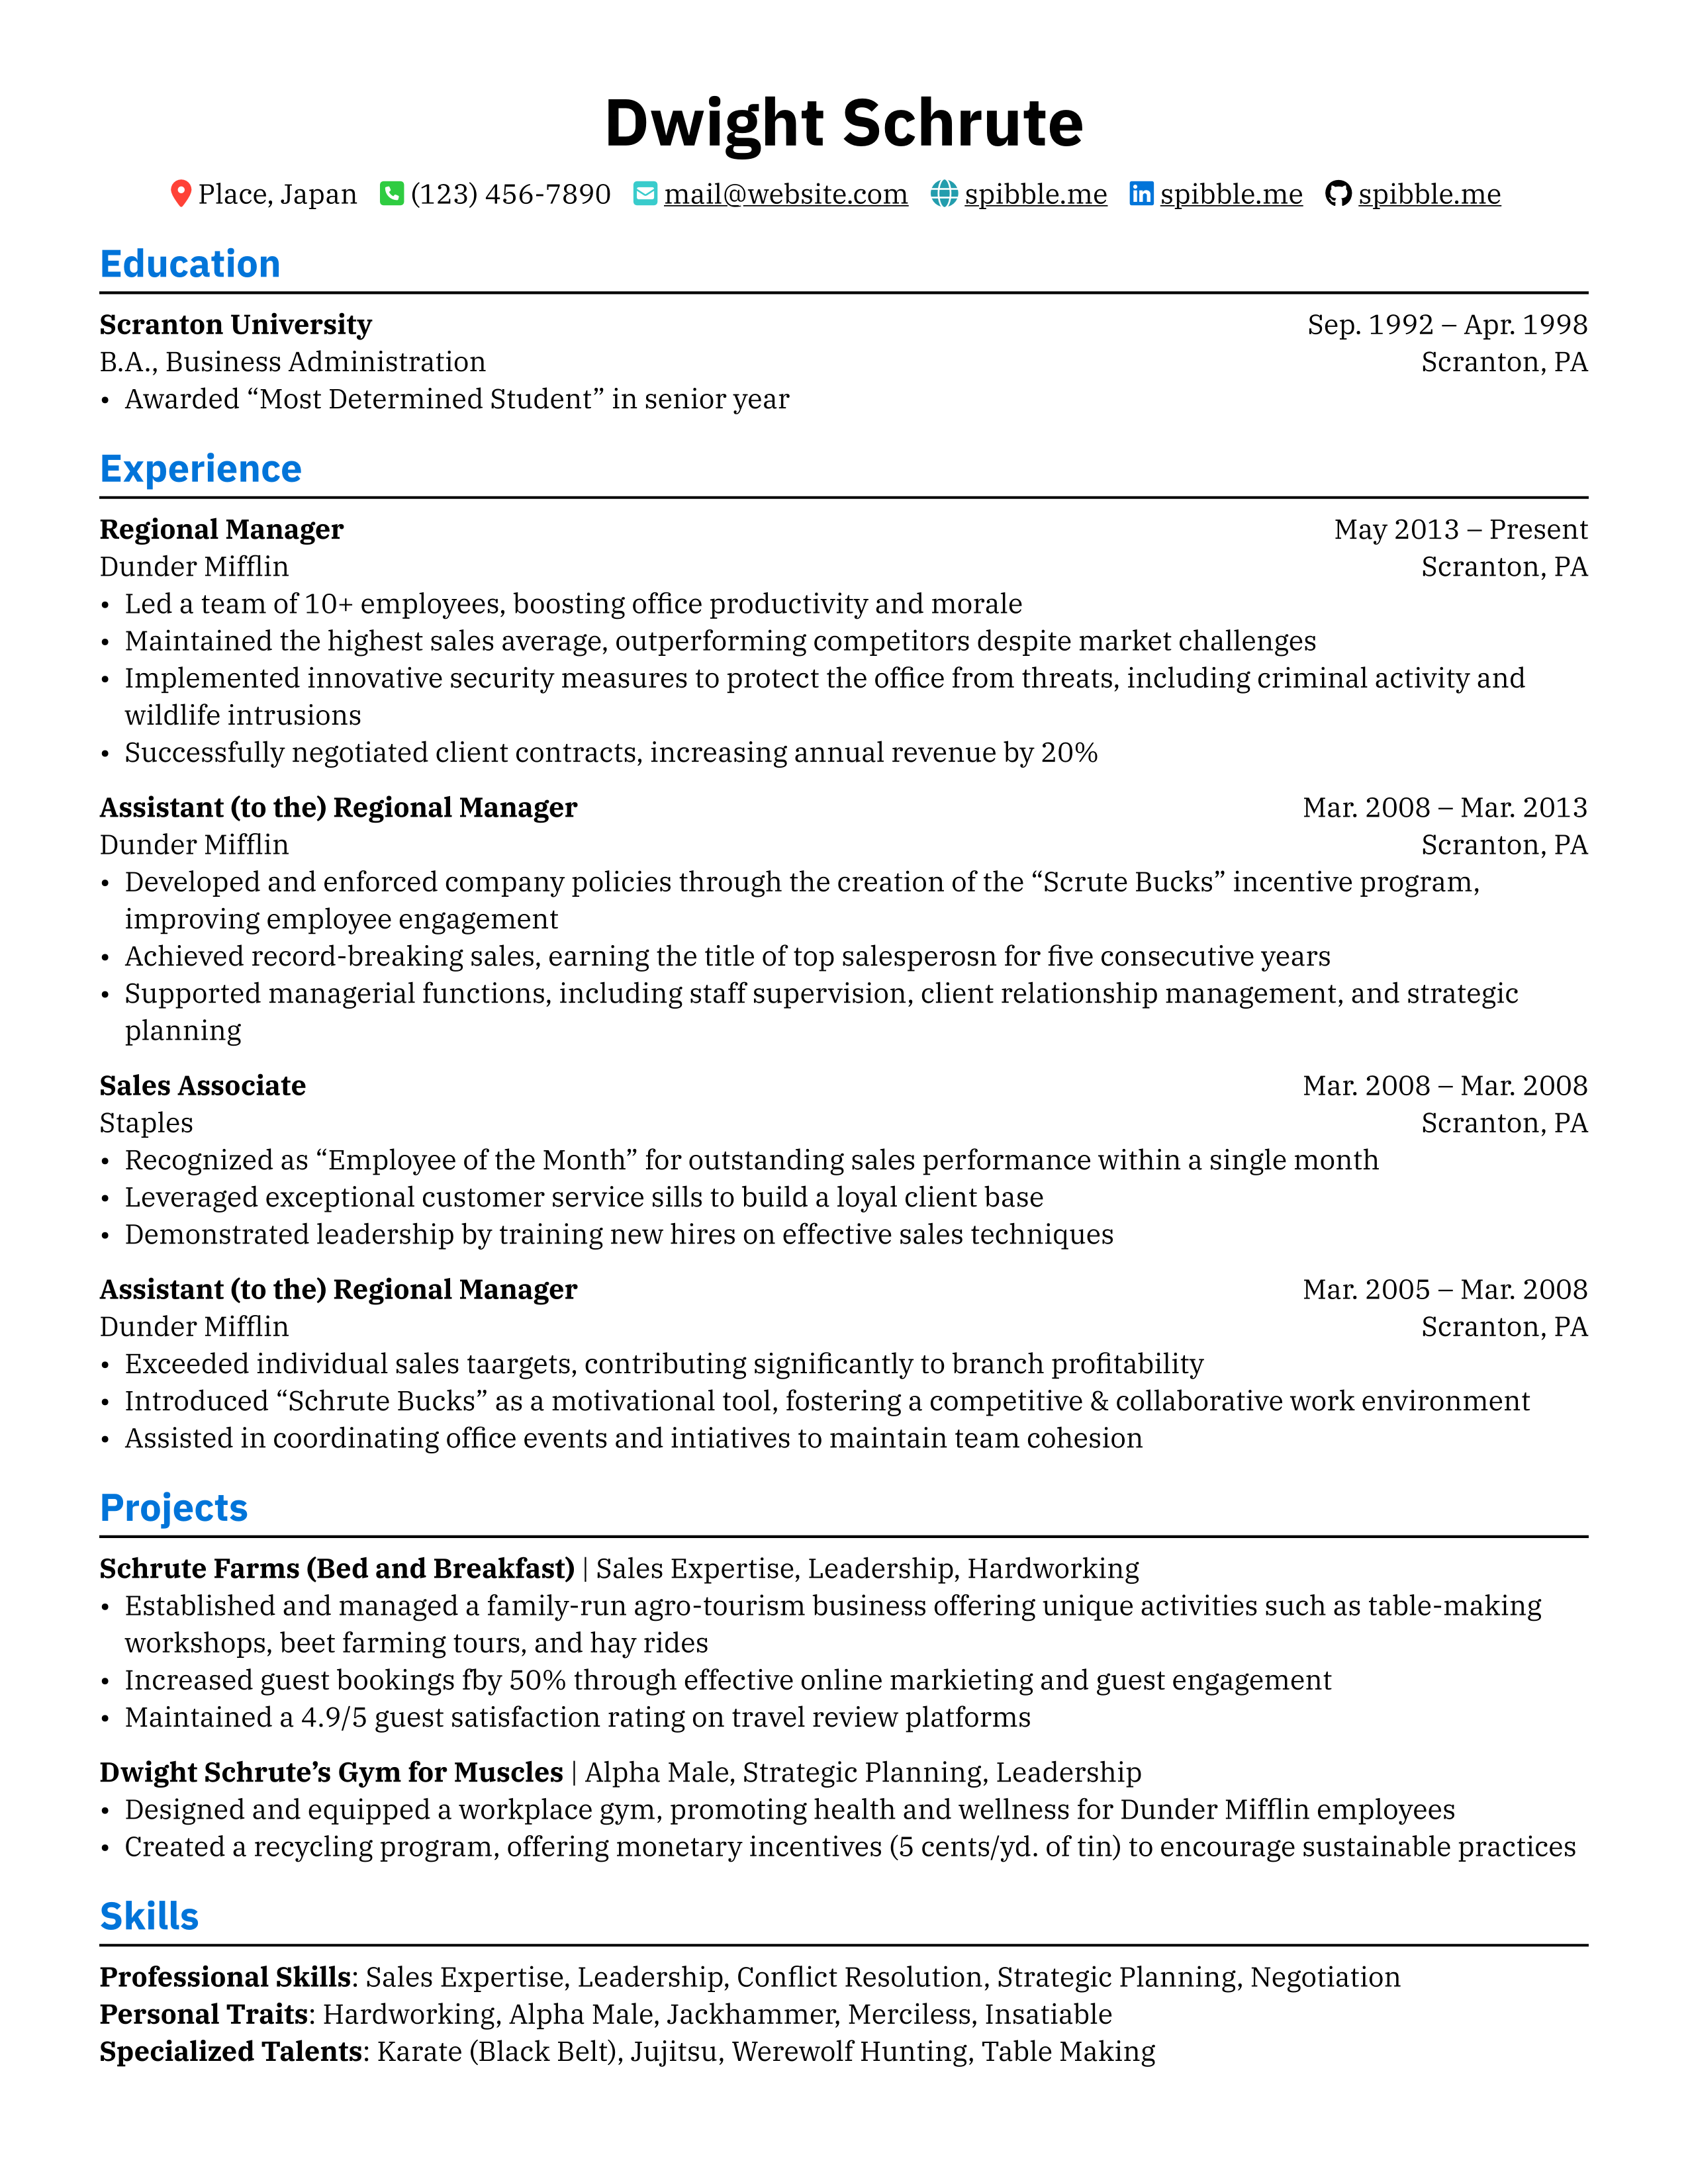 Dwight Schrute
Place, Japan (123) 456-7890 mail@website.com spibble.me spibble.me spibble.me
Education
Scranton University Sep. 1992 – Apr. 1998
B.A., Business Administration Scranton, PA
• Awarded “Most Determined Student” in senior year
Experience
Regional Manager May 2013 – Present
Dunder Mifflin Scranton, PA
• Led a team of 10+ employees, boosting office productivity and morale
• Maintained the highest sales average, outperforming competitors despite market challenges
• Implemented innovative security measures to protect the office from threats, including criminal activity and
wildlife intrusions
• Successfully negotiated client contracts, increasing annual revenue by 20%
Assistant (to the) Regional Manager Mar. 2008 – Mar. 2013
Dunder Mifflin Scranton, PA
• Developed and enforced company policies through the creation of the “Scrute Bucks” incentive program,
improving employee engagement
• Achieved record-breaking sales, earning the title of top salesperosn for five consecutive years
• Supported managerial functions, including staff supervision, client relationship management, and strategic
planning
Sales Associate Mar. 2008 – Mar. 2008
Staples Scranton, PA
• Recognized as “Employee of the Month” for outstanding sales performance within a single month
• Leveraged exceptional customer service sills to build a loyal client base
• Demonstrated leadership by training new hires on effective sales techniques
Assistant (to the) Regional Manager Mar. 2005 – Mar. 2008
Dunder Mifflin Scranton, PA
• Exceeded individual sales taargets, contributing significantly to branch profitability
• Introduced “Schrute Bucks” as a motivational tool, fostering a competitive & collaborative work environment
• Assisted in coordinating office events and intiatives to maintain team cohesion
Projects
Schrute Farms (Bed and Breakfast) | Sales Expertise, Leadership, Hardworking
• Established and managed a family-run agro-tourism business offering unique activities such as table-making
workshops, beet farming tours, and hay rides
• Increased guest bookings fby 50% through effective online markieting and guest engagement
• Maintained a 4.9/5 guest satisfaction rating on travel review platforms
Dwight Schrute’s Gym for Muscles | Alpha Male, Strategic Planning, Leadership
• Designed and equipped a workplace gym, promoting health and wellness for Dunder Mifflin employees
• Created a recycling program, offering monetary incentives (5 cents/yd. of tin) to encourage sustainable practices
Skills
Professional Skills: Sales Expertise, Leadership, Conflict Resolution, Strategic Planning, Negotiation
Personal Traits: Hardworking, Alpha Male, Jackhammer, Merciless, Insatiable
Specialized Talents: Karate (Black Belt), Jujitsu, Werewolf Hunting, Table Making